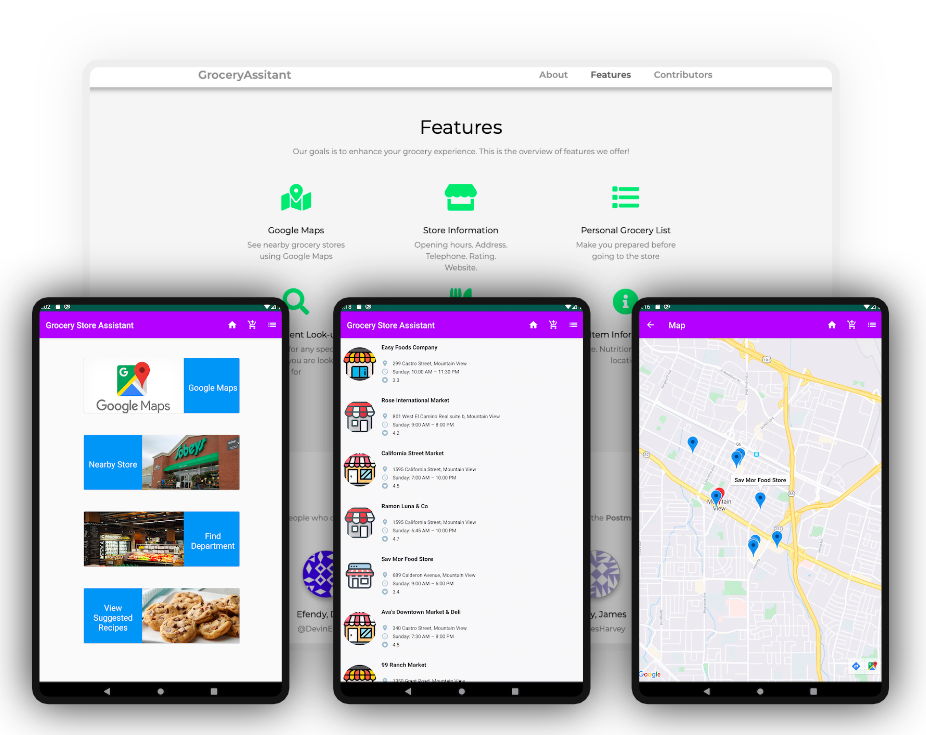 GroceryAssitant
About Features Contributors
Features
Our goals is to enhance your grocery experience. This is the overview of features we offer!
Google Maps
See nearby grocery stores
using Google Maps
Store Information
Opening hours, Address,
Telephone, Rating,
Website.
Personal Grocery List
Make you prepared before
going to the store
ent Look-u
for any spec
you are look
for
Item Infor
e, Nutrition
locati
eople who c
the Postm
Efendy, D
@DevinE
y, James
esHarvey
Grocery Store Assistant
Google Maps
Google Maps
Nearby Store
Sobeys
Find
Department
View
Suggested
Recipes
Grocery Store Assistant
Easy Foods Company
299 Castro Street, Mountain View
Sunday: 10:00 AM – 11:30 PM
3.3
Rose International Market
801 West El Camino Real suite b, Mountain View
Sunday: 9:00 AM – 8:00 PM
4.2
California Street Market
1595 California Street, Mountain View
Sunday: 7:00 AM – 10:00 PM
4.5
Ramon Luna & Co
1595 California Street, Mountain View
Sunday: 6:45 AM – 10:00 PM
4.7
Sav Mor Food Store
689 Calderon Avenue, Mountain View
Sunday: 9:00 AM – 6:00 PM
3.4
Ava's Downtown Market & Deli
340 Castro Street, Mountain View
Sunday: 7:30 AM – 8:00 PM
4.5
99 Ranch Market
Map
Sav Mor Food Store
Mountain
View
Google